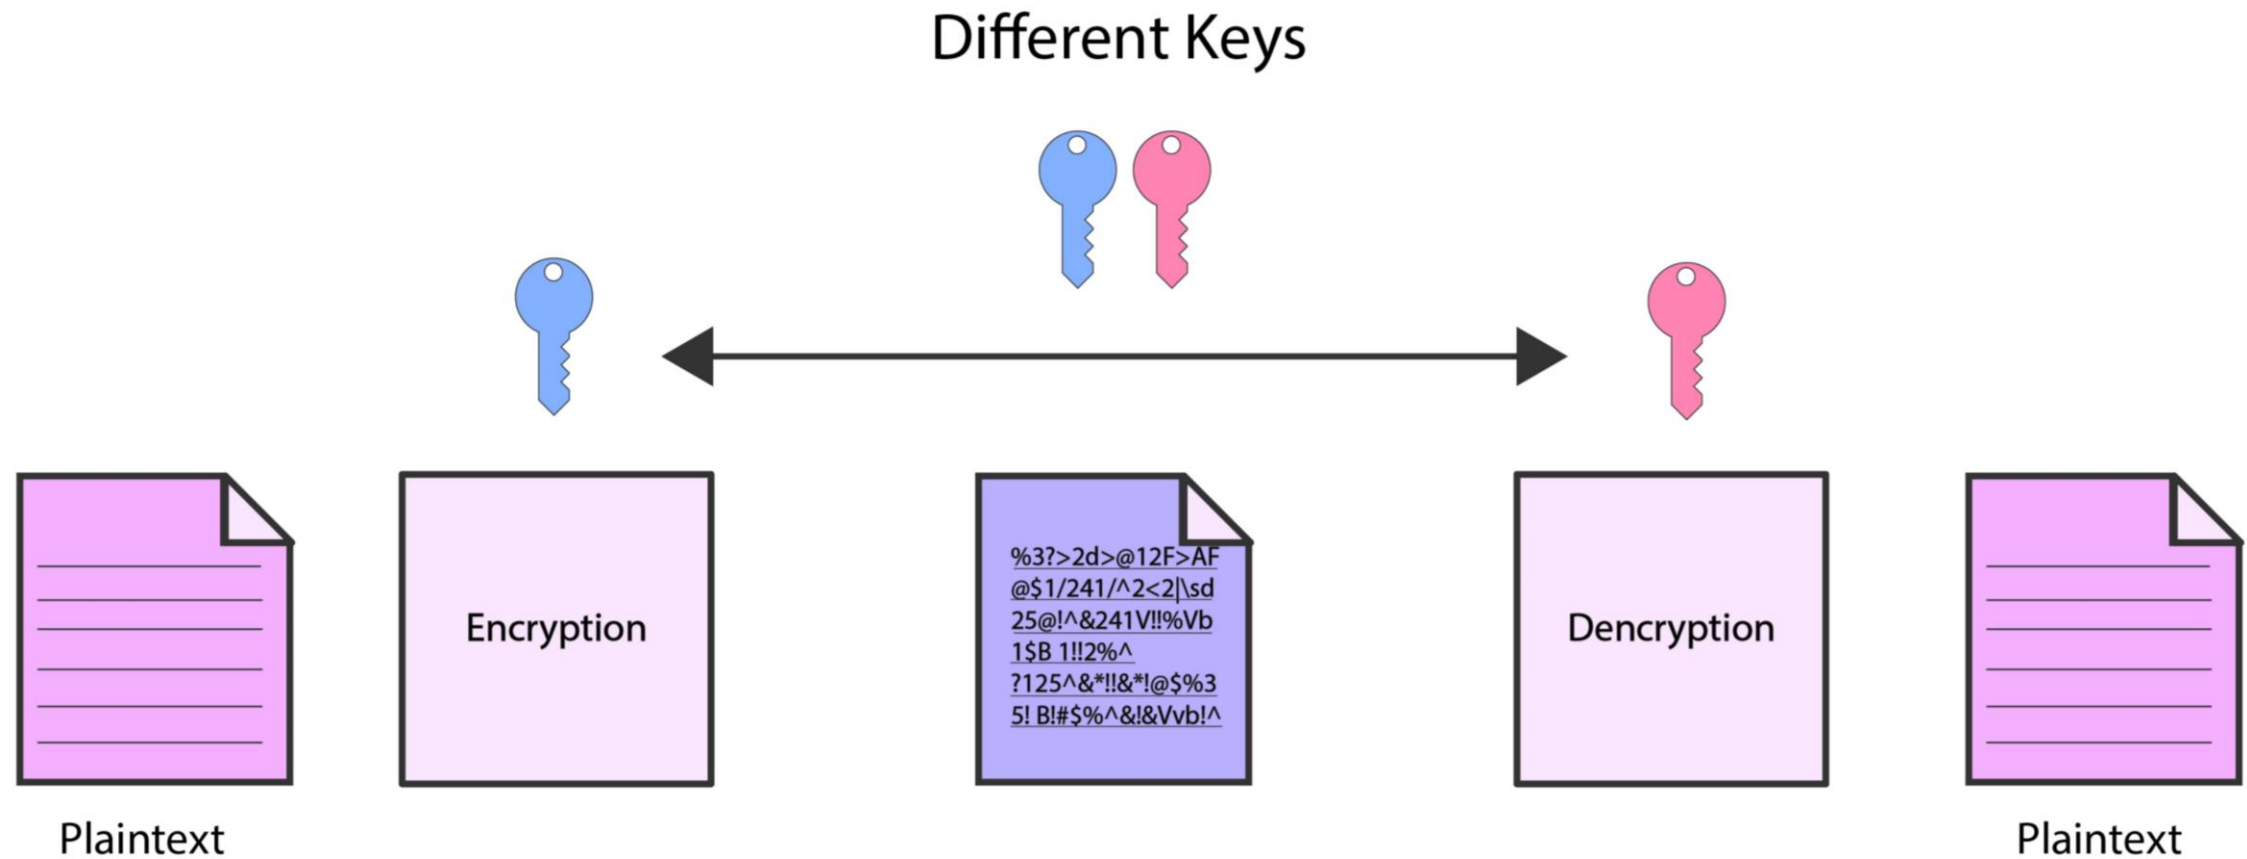 Different Keys
Encryption
%3?>2d>@12F>AF
@$1/241/^2<2|\sd
25@!^&241V!!%Vb
1$B 1!!2%^
?125^&*!!&*!@$%3
5! B!#$%^&!&Vvb!^
Dencryption
Plaintext
Plaintext